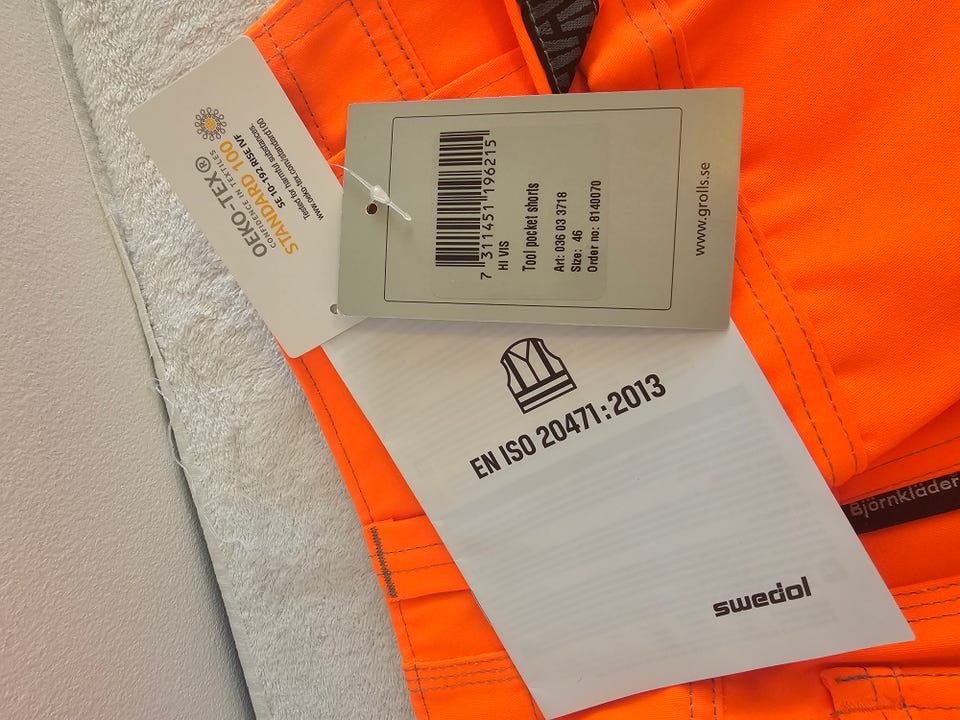 OEKO-TEX®
CONFIDENCE IN TEXTILES
STANDARD 100
SE 10-192 RISE IVF
Tested for harmful substances.
www.oeko-tex.com/standard100
7 311451 196215
HI VIS
Tool pocket shorts
Art: 036 03 3718
Size: 46
Order no: 8140070
www.grolls.se
EN ISO 20471:2013
swedol
Björnkläder